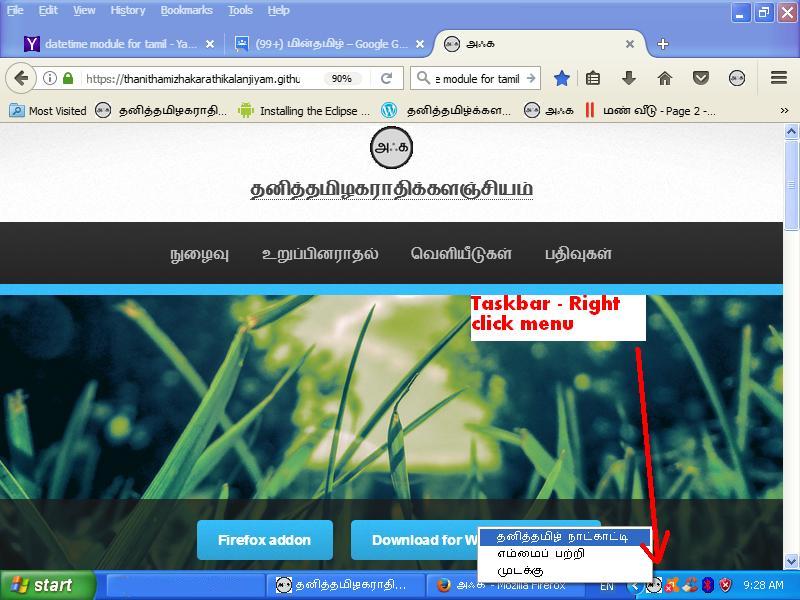 File Edit View History Bookmarks Tools Help
datetime module for tamil - Ya...
(99+) மின்தமிழ் – Google G...
அஃக
https://thanithamizhakarathikalanjiyam.githu
90%
e module for tamil
Most Visited
தனித்தமிழகராதி...
Installing the Eclipse ...
தனித்தமிழ்க்கள...
அஃக
மண் வீடு - Page 2 -...
அஃக
தனித்தமிழகராதிக்களஞ்சியம்
நுழைவு உறுப்பினராதல் வெளியீடுகள் பதிவுகள்
Taskbar - Right
click menu
Firefox addon
Download for W
தனித்தமிழ் நாட்காட்டி
எம்மைப் பற்றி
முடக்கு
start
தனித்தமிழகராதி...
அஃக - Mozilla Firefox
EN
9:28 AM